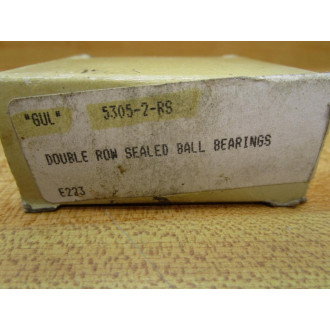 "GUL" 5305-2-RS
DOUBLE ROW SEALED BALL BEARINGS
E223